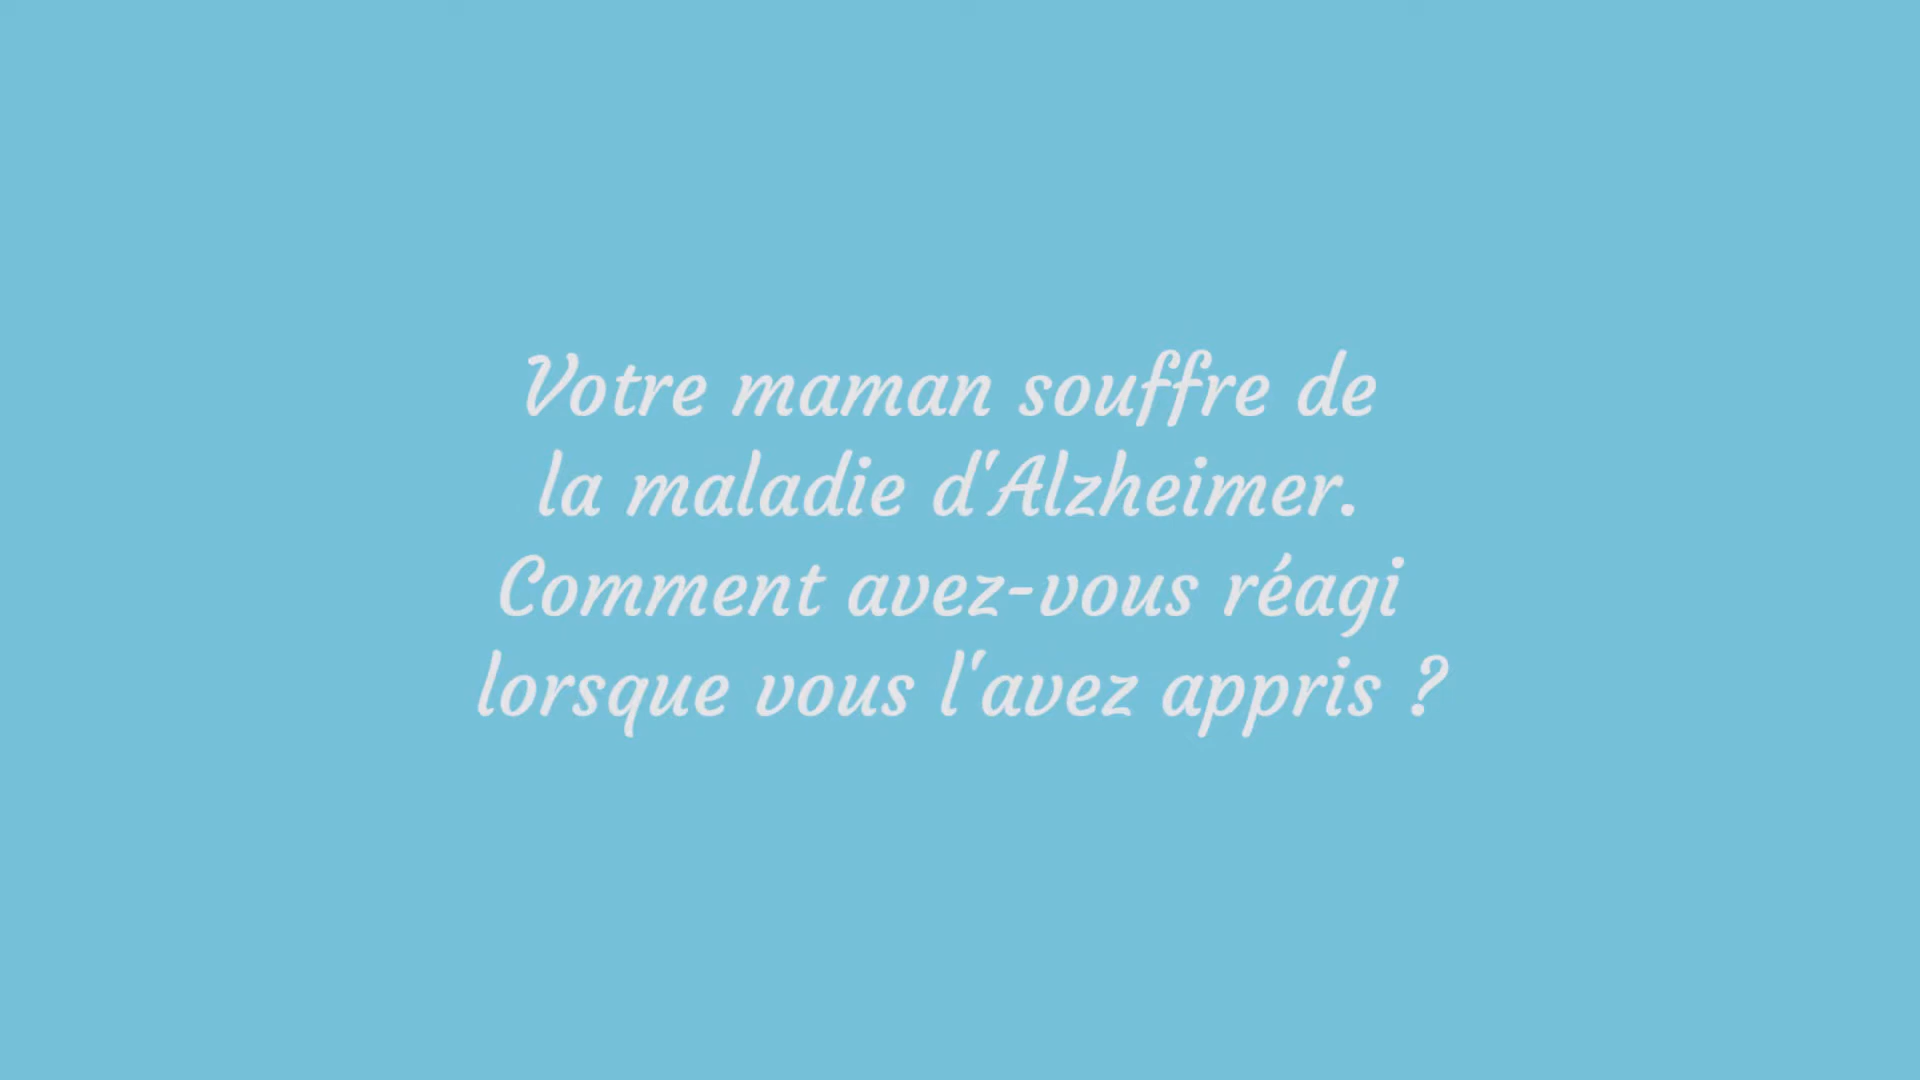 Votre maman souffre de
la maladie d'Alzheimer.
Comment avez-vous réagi
lorsque vous l'avez appris ?